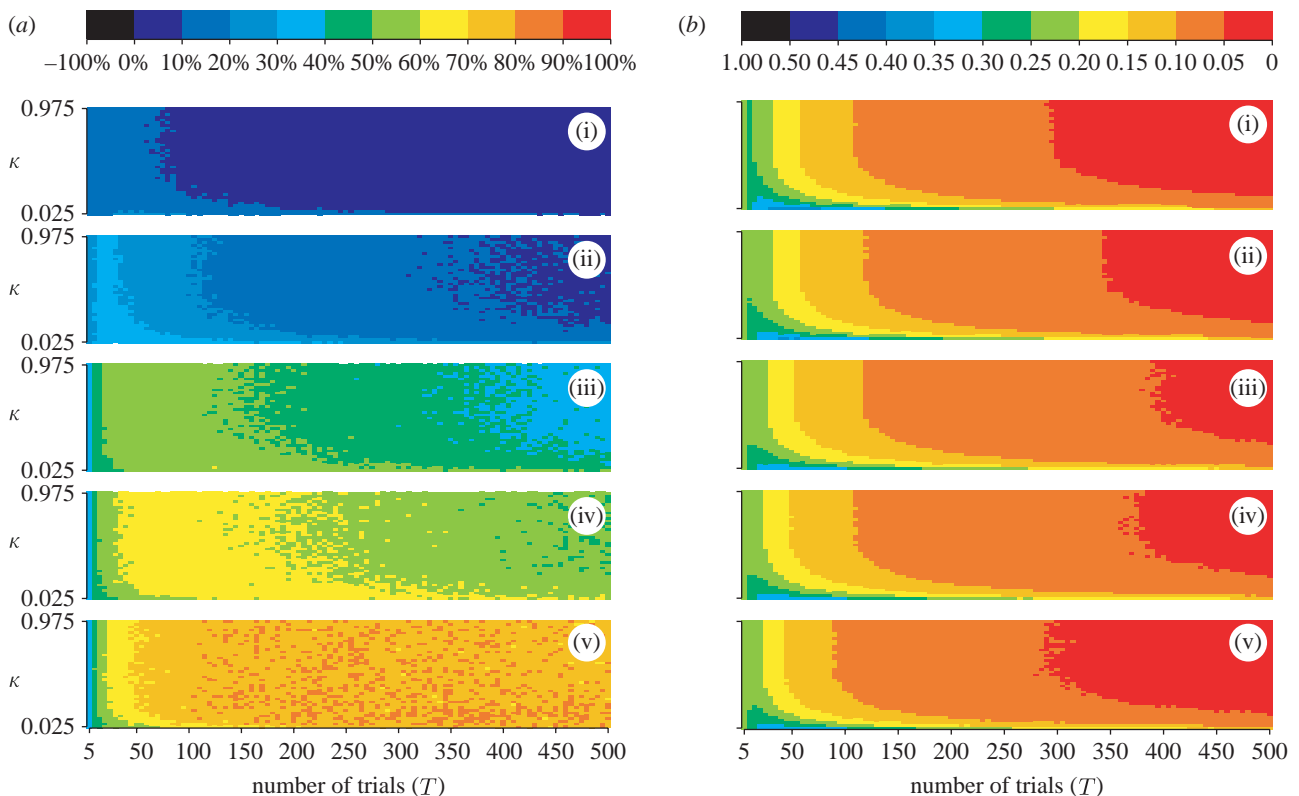 (a)
–100% 0% 10% 20% 30% 40% 50% 60% 70% 80% 90% 100%
0.975
κ
0.025
(i)
0.975
κ
0.025
(ii)
0.975
κ
0.025
(iii)
0.975
κ
0.025
(iv)
0.975
κ
0.025
(v)
5 50 100 150 200 250 300 350 400 450 500
number of trials (T)
(b)
1.00 0.50 0.45 0.40 0.35 0.30 0.25 0.20 0.15 0.10 0.05 0
(i)
(ii)
(iii)
(iv)
(v)
5 50 100 150 200 250 300 350 400 450 500
number of trials (T)